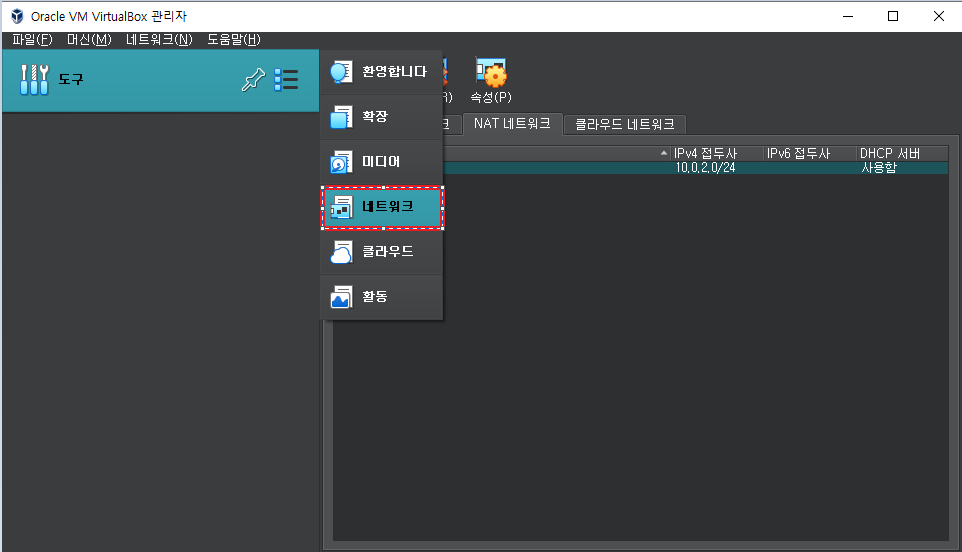 Oracle VM VirtualBox 관리자
파일(F) 머신(M) 네트워크(N) 도움말(H)
도구
환영합니다
확장
미디어
네트워크
클라우드
활동
R) 속성(P)
크 NAT 네트워크 클라우드 네트워크
IPv4 접두사 IPv6 접두사 DHCP 서버
10.0.2.0/24 사용함